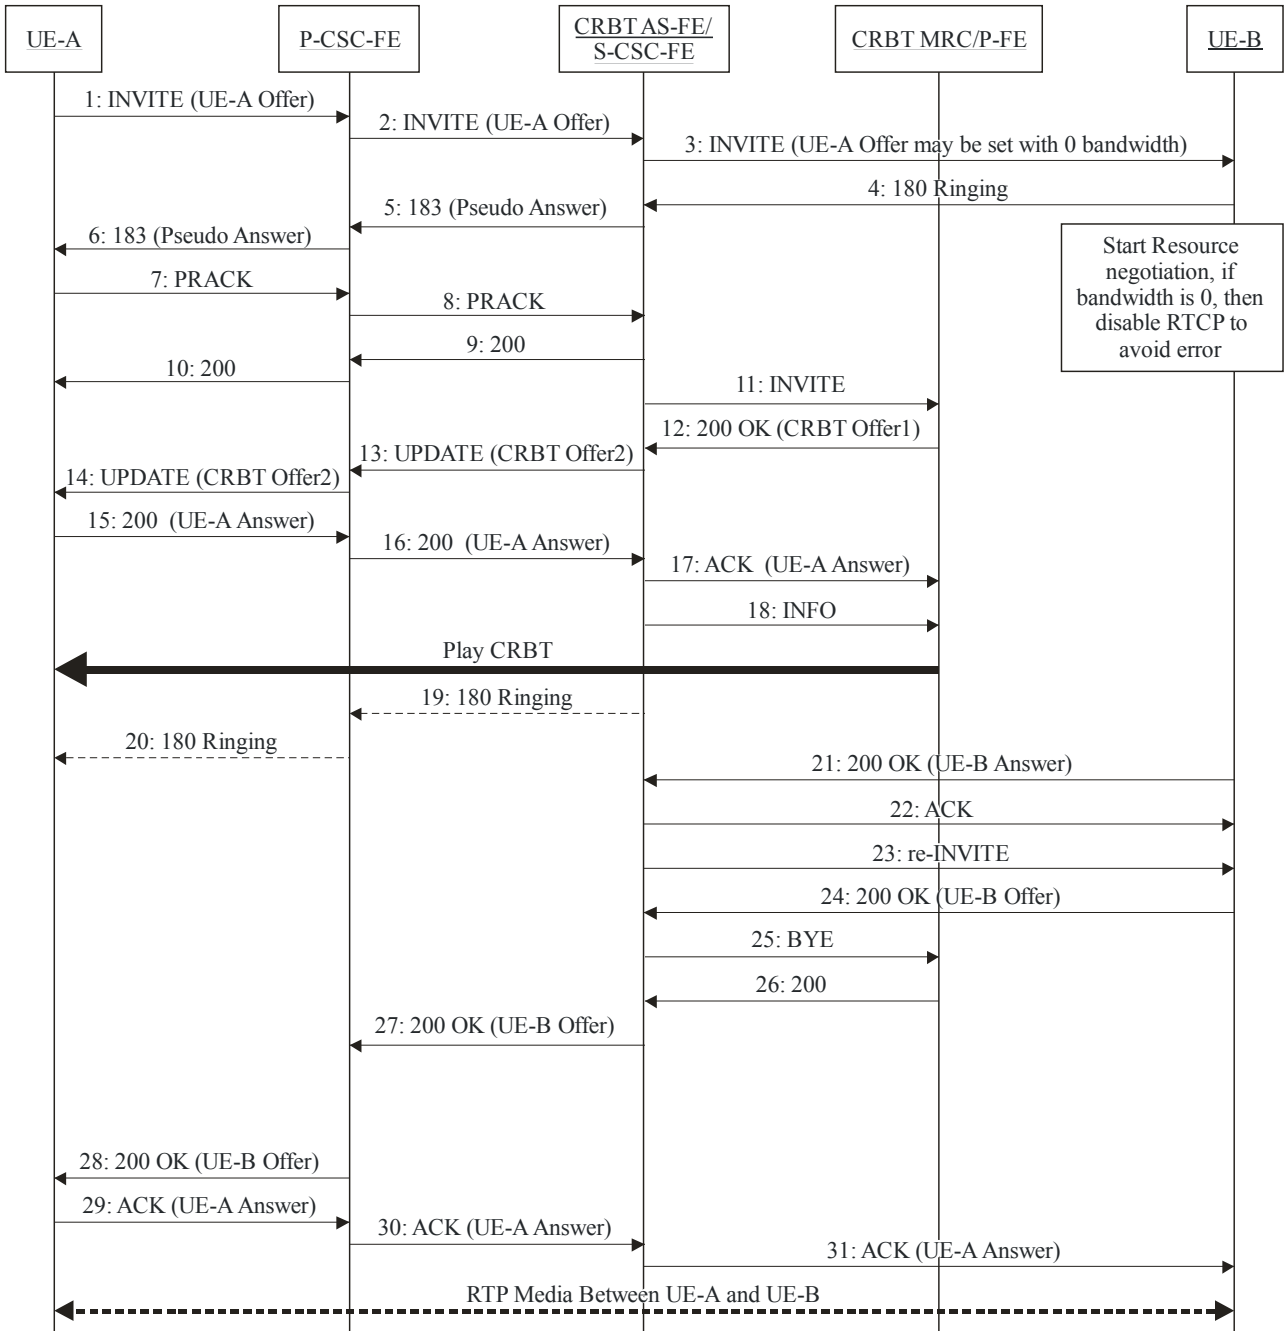 UE-A
P-CSC-FE
CRBT AS-FE/
S-CSC-FE
CRBT MRC/P-FE
UE-B
1: INVITE (UE-A Offer)
2: INVITE (UE-A Offer)
3: INVITE (UE-A Offer may be set with 0 bandwidth)
4: 180 Ringing
5: 183 (Pseudo Answer)
6: 183 (Pseudo Answer)
Start Resource
negotiation, if
bandwidth is 0, then
disable RTCP to
avoid error
7: PRACK
8: PRACK
9: 200
10: 200
11: INVITE
12: 200 OK (CRBT Offer1)
13: UPDATE (CRBT Offer2)
14: UPDATE (CRBT Offer2)
15: 200 (UE-A Answer)
16: 200 (UE-A Answer)
17: ACK (UE-A Answer)
18: INFO
Play CRBT
19: 180 Ringing
20: 180 Ringing
21: 200 OK (UE-B Answer)
22: ACK
23: re-INVITE
24: 200 OK (UE-B Offer)
25: BYE
26: 200
27: 200 OK (UE-B Offer)
28: 200 OK (UE-B Offer)
29: ACK (UE-A Answer)
30: ACK (UE-A Answer)
31: ACK (UE-A Answer)
RTP Media Between UE-A and UE-B